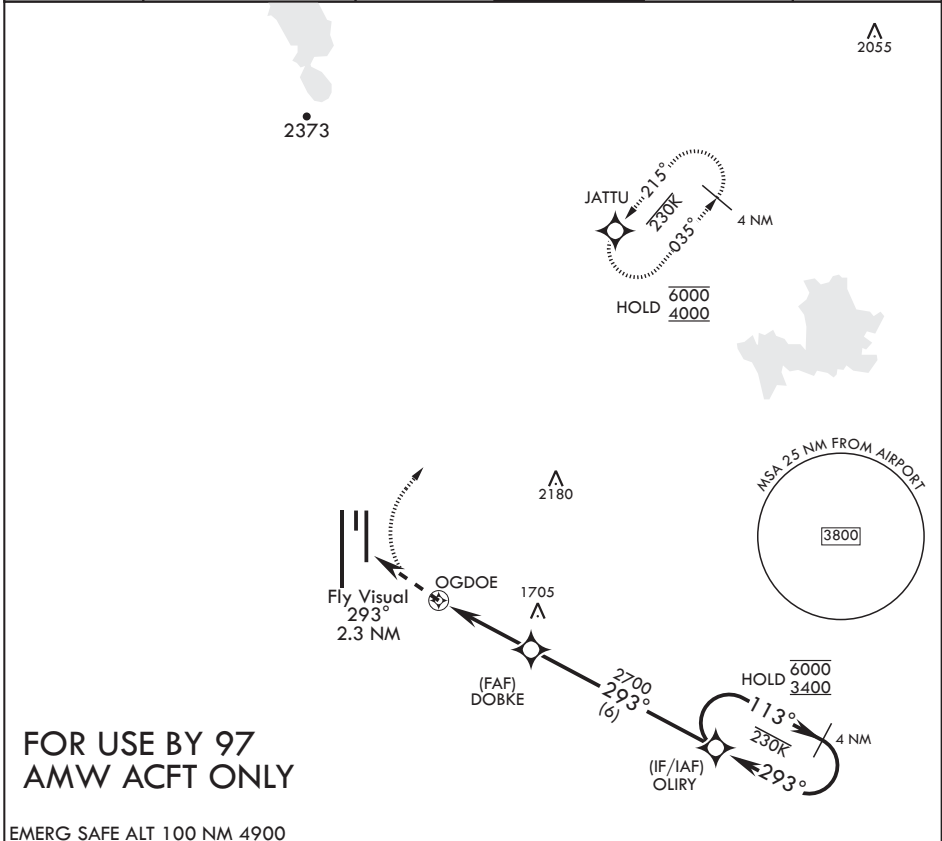 2055
2373
JATTU
215°
230K
035°
4 NM
HOLD 6000
4000
MSA 25 NM FROM AIRPORT
3800
2180
OGDOE
1705
Fly Visual
293°
2.3 NM
(FAF)
DOBKE
2700
293°
(6)
HOLD 6000
3400
113°
230K
4 NM
293°
(IF/IAF)
OLIRY
FOR USE BY 97
AMW ACFT ONLY
EMERG SAFE ALT 100 NM 4900